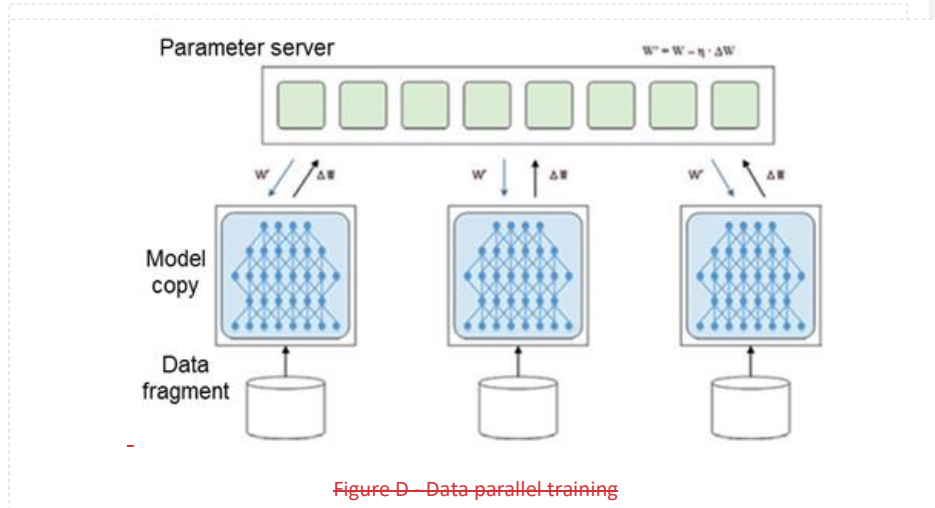 Parameter server
W' = W – η · ΔW
W' ΔW W' ΔW W' ΔW
Model
copy
Data
fragment
Figure D - Data parallel training